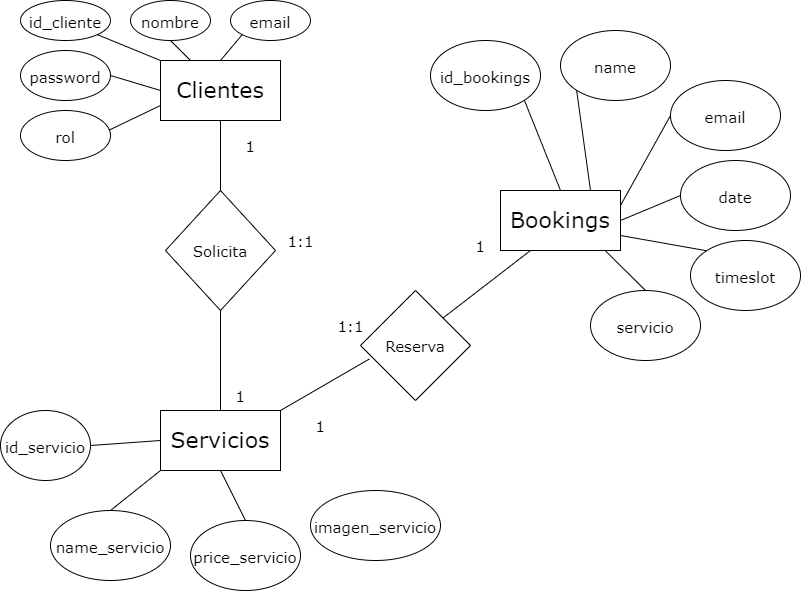 id_cliente
nombre
email
password
Clientes
rol
1
Solicita
1:1
1
id_bookings
name
email
date
Bookings
timeslot
servicio
1
1:1
Reserva
1
Servicios
id_servicio
name_servicio
price_servicio
imagen_servicio